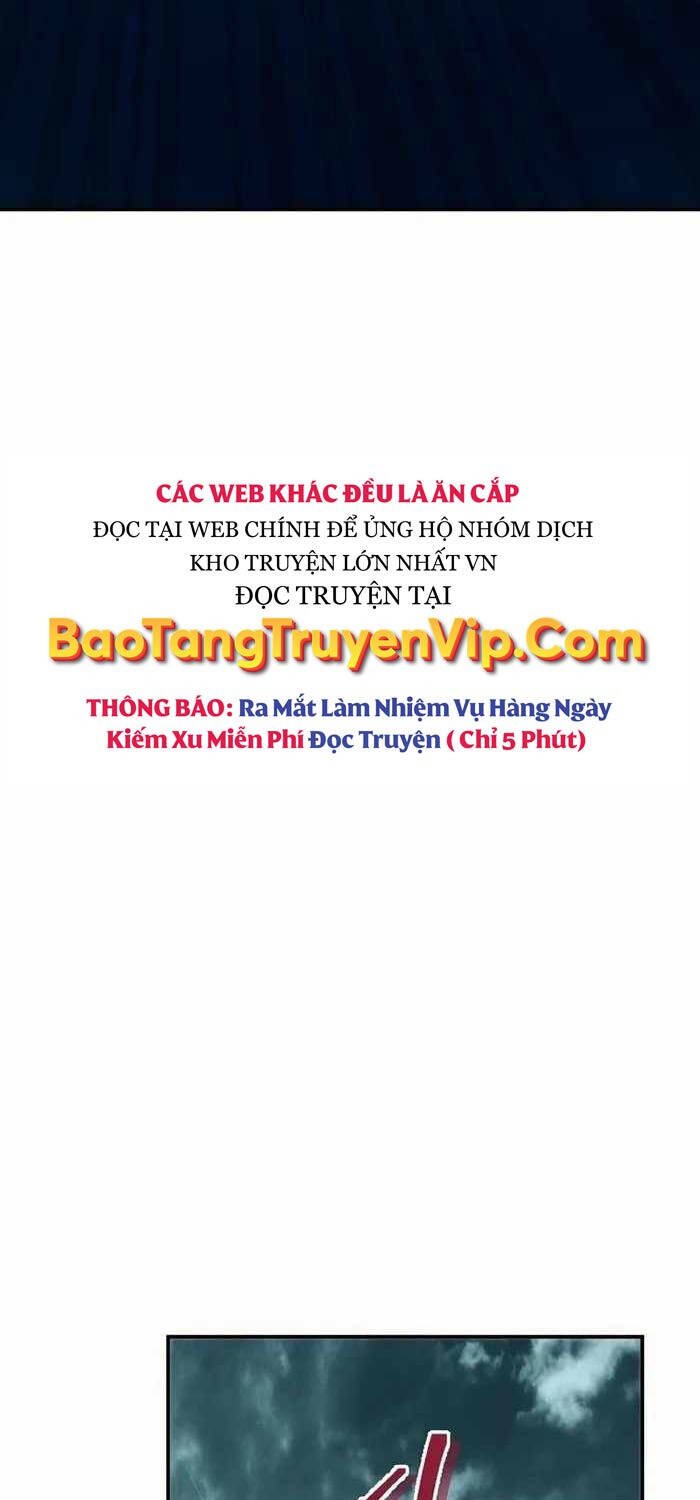 CÁC WEB KHÁC ĐỀU LÀ ĂN CẮP
ĐỌC TẠI WEB CHÍNH ĐỂ ỦNG HỘ NHÓM DỊCH
KHO TRUYỆN LỚN NHẤT VN
ĐỌC TRUYỆN TẠI
BaoTangTruyenVip.Com
THÔNG BÁO: Ra Mắt Làm Nhiệm Vụ Hàng Ngày
Kiếm Xu Miễn Phí Đọc Truyện ( Chỉ 5 Phút)